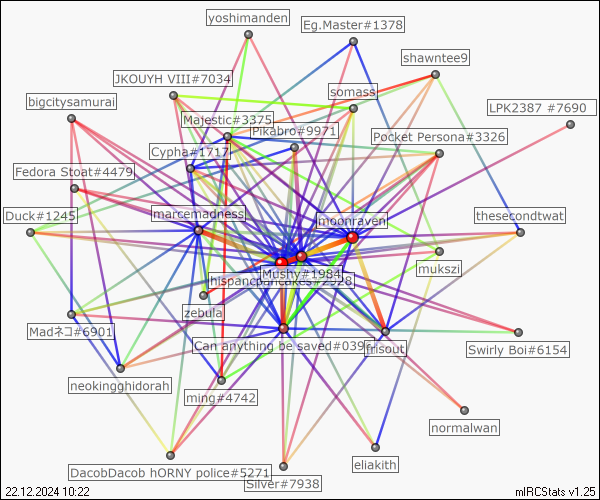 yoshimanden
Eg.Master#1378
shawntee9
JKOUYH VIII#7034
somass
bigcitysamurai
LPK2387 #7690
Majestic#3375
Pikabro#9971
Pocket Persona#3326
Cypha#1717
Fedora Stoat#4479
Duck#1245
marcemadness
moonraven
thesecondtwat
mukszi
Mushy#1984
hispanicpancakes#2928
zebula
Madネコ#6901
Can anything be saved#0396
frisout
Swirly Boi#6154
neokingghidorah
ming#4742
normalwan
DacobDacob hORNY police#5271
eliakith
Silver#7938
22.12.2024 10:22
mIRCStats v1.25